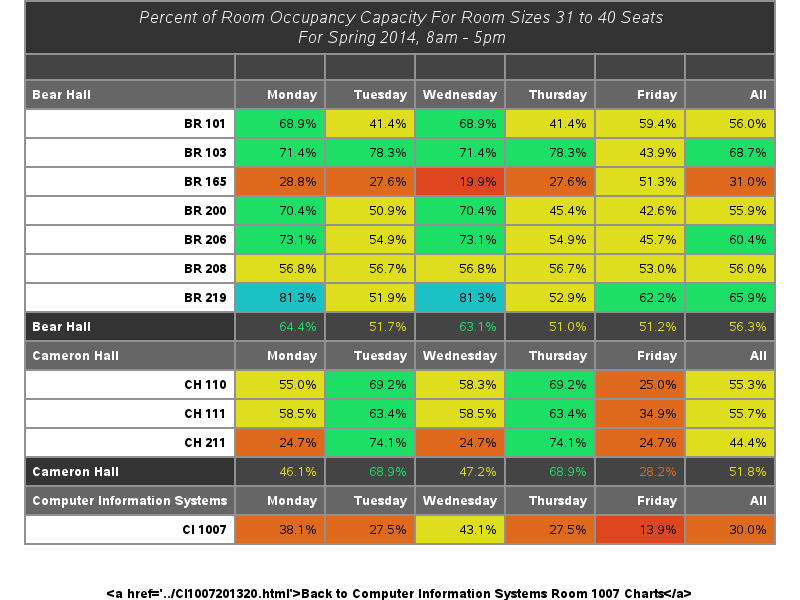 Percent of Room Occupancy Capacity For Room Sizes 31 to 40 Seats
For Spring 2014, 8am - 5pm
Bear Hall Monday Tuesday Wednesday Thursday Friday All
BR 101 68.9% 41.4% 68.9% 41.4% 59.4% 56.0%
BR 103 71.4% 78.3% 71.4% 78.3% 43.9% 68.7%
BR 165 28.8% 27.6% 19.9% 27.6% 51.3% 31.0%
BR 200 70.4% 50.9% 70.4% 45.4% 42.6% 55.9%
BR 206 73.1% 54.9% 73.1% 54.9% 45.7% 60.4%
BR 208 56.8% 56.7% 56.8% 56.7% 53.0% 56.0%
BR 219 81.3% 51.9% 81.3% 52.9% 62.2% 65.9%
Bear Hall 64.4% 51.7% 63.1% 51.0% 51.2% 56.3%
Cameron Hall Monday Tuesday Wednesday Thursday Friday All
CH 110 55.0% 69.2% 58.3% 69.2% 25.0% 55.3%
CH 111 58.5% 63.4% 58.5% 63.4% 34.9% 55.7%
CH 211 24.7% 74.1% 24.7% 74.1% 24.7% 44.4%
Cameron Hall 46.1% 68.9% 47.2% 68.9% 28.2% 51.8%
Computer Information Systems Monday Tuesday Wednesday Thursday Friday All
CI 1007 38.1% 27.5% 43.1% 27.5% 13.9% 30.0%
<a href='../CI1007201320.html'>Back to Computer Information Systems Room 1007 Charts</a>